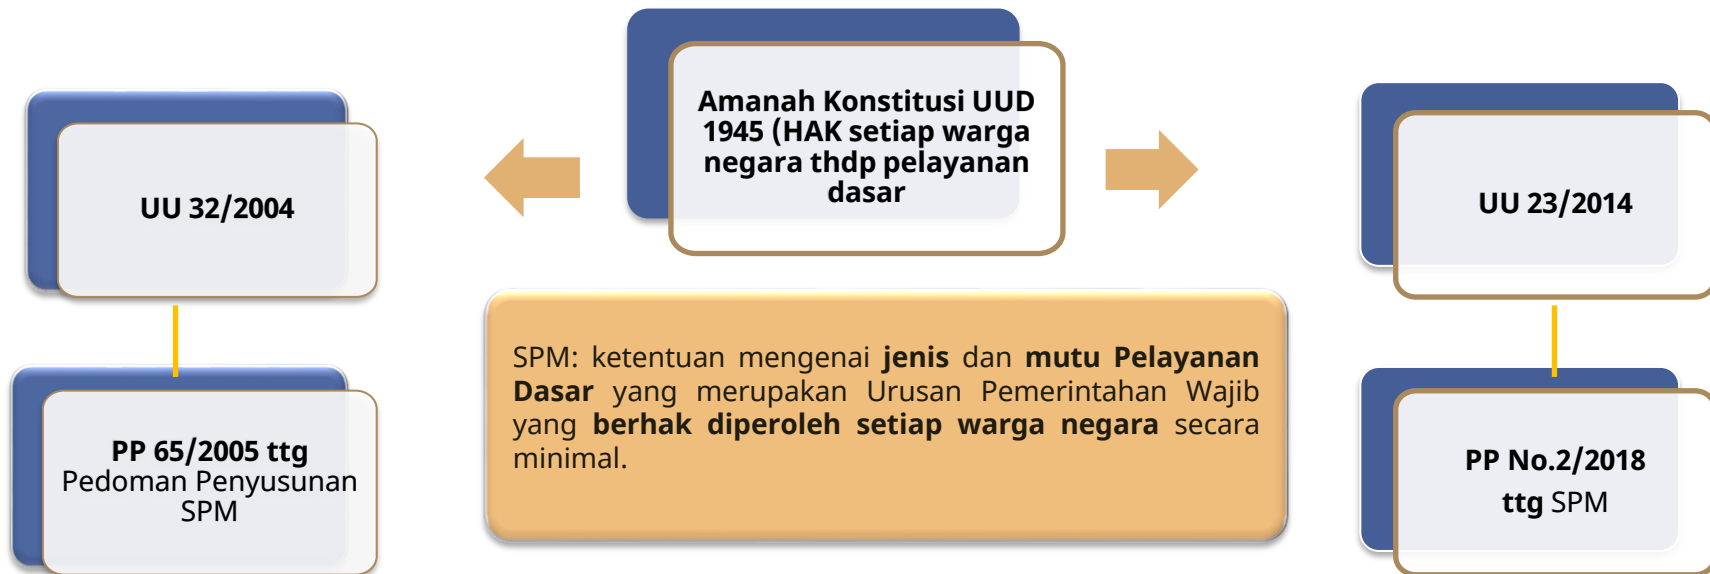 Amanah Konstitusi UUD
1945 (HAK setiap warga
negara thdp pelayanan
dasar
UU 32/2004
UU 23/2014
SPM: ketentuan mengenai jenis dan mutu Pelayanan
Dasar yang merupakan Urusan Pemerintahan Wajib
yang berhak diperoleh setiap warga negara secara
minimal.
PP 65/2005 ttg
Pedoman Penyusunan
SPM
PP No.2/2018
ttg SPM